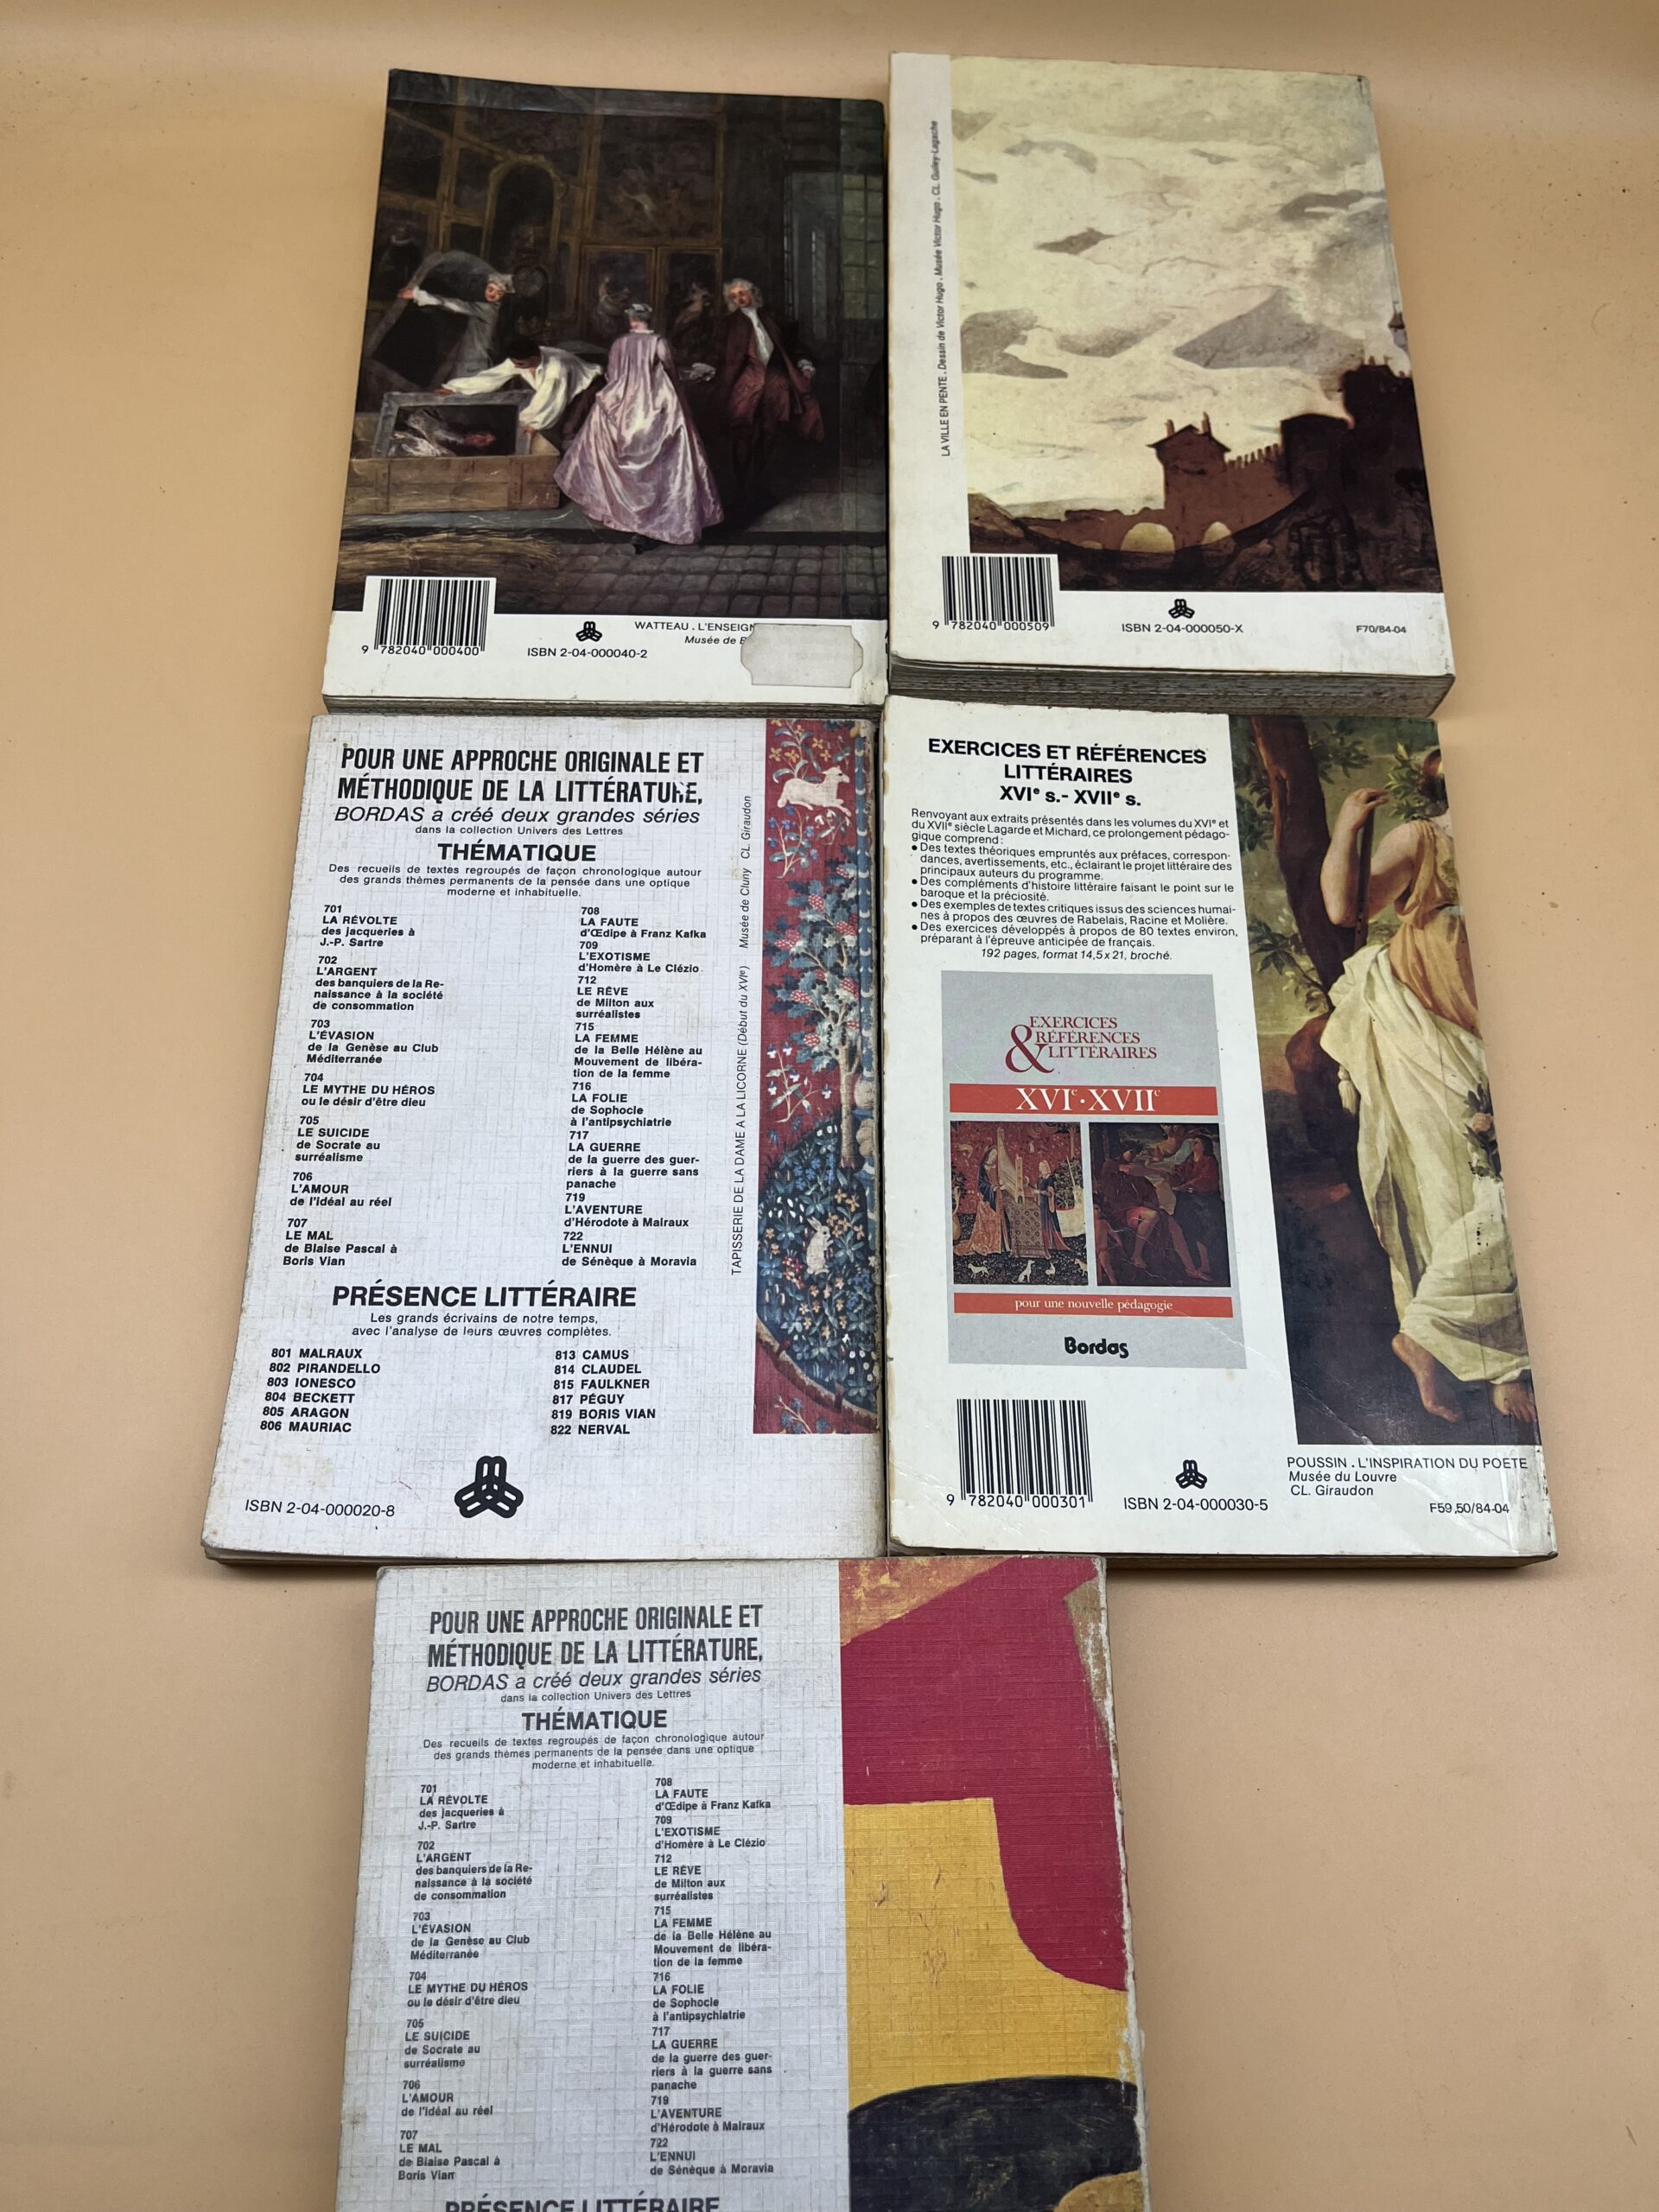 9 782040 000400
ISBN 2-04-000040-2
WATTEAU . L'ENSEIGN
Musée de B
LA VILLE EN PENTE . Dessin de Victor Hugo . Musée Victor Hugo . CL. Guiley-Lagache
9 782040 000509
ISBN 2-04-000050-X
F70/84-04
POUR UNE APPROCHE ORIGINALE ET
MÉTHODIQUE DE LA LITTÉRATURE,
BORDAS a créé deux grandes séries
dans la collection Univers des Lettres
THÉMATIQUE
Des recueils de textes regroupés de façon chronologique autour
des grands thèmes permanents de la pensée dans une optique
moderne et inhabituelle.
701
LA RÉVOLTE
des jacqueries à
J.-P. Sartre
702
L'ARGENT
des banquiers de la Re-
naissance à la société
de consommation
703
L'ÉVASION
de la Genèse au Club
Méditerranée
704
LE MYTHE DU HÉROS
ou le désir d'être dieu
705
LE SUICIDE
de Socrate au
surréalisme
706
L'AMOUR
de l'idéal au réel
707
LE MAL
de Blaise Pascal à
Boris Vian
708
LA FAUTE
d'Œdipe à Franz Kafka
709
L'EXOTISME
d'Homère à Le Clézio
712
LE RÊVE
de Milton aux
surréalistes
715
LA FEMME
de la Belle Hélène au
Mouvement de libéra-
tion de la femme
716
LA FOLIE
de Sophocle
à l'antipsychiatrie
717
LA GUERRE
de la guerre des guer-
riers à la guerre sans
panache
719
L'AVENTURE
d'Hérodote à Malraux
722
L'ENNUI
de Sénèque à Moravia
PRÉSENCE LITTÉRAIRE
Les grands écrivains de notre temps,
avec l'analyse de leurs œuvres complètes.
801 MALRAUX
802 PIRANDELLO
803 IONESCO
804 BECKETT
805 ARAGON
806 MAURIAC
813 CAMUS
814 CLAUDEL
815 FAULKNER
817 PÉGUY
819 BORIS VIAN
822 NERVAL
ISBN 2-04-000020-8
TAPISSERIE DE LA DAME A LA LICORNE (Début du XVIe) Musée de Cluny CL. Giraudon
EXERCICES ET RÉFÉRENCES
LITTÉRAIRES
XVIe s.- XVIIe s.
Renvoyant aux extraits présentés dans les volumes du XVIe et
du XVIIe siècle Lagarde et Michard, ce prolongement pédago-
gique comprend :
● Des textes théoriques empruntés aux préfaces, correspon-
dances, avertissements, etc., éclairant le projet littéraire des
principaux auteurs du programme.
● Des compléments d'histoire littéraire faisant le point sur le
baroque et la préciosité.
● Des exemples de textes critiques issus des sciences humai-
nes à propos des œuvres de Rabelais, Racine et Molière.
● Des exercices développés à propos de 80 textes environ,
préparant à l'épreuve anticipée de français.
192 pages, format 14,5 x 21, broché.
EXERCICES
& RÉFÉRENCES
LITTÉRAIRES
XVIe · XVIIe
pour une nouvelle pédagogie
Bordas
9 782040 000301
ISBN 2-04-000030-5
POUSSIN . L'INSPIRATION DU POETE
Musée du Louvre
CL. Giraudon
F59,50/84-04
POUR UNE APPROCHE ORIGINALE ET
MÉTHODIQUE DE LA LITTÉRATURE,
BORDAS a créé deux grandes séries
dans la collection Univers des Lettres
THÉMATIQUE
Des recueils de textes regroupés de façon chronologique autour
des grands thèmes permanents de la pensée dans une optique
moderne et inhabituelle.
701
LA RÉVOLTE
des jacqueries à
J.-P. Sartre
702
L'ARGENT
des banquiers de la Re-
naissance à la société
de consommation
703
L'ÉVASION
de la Genèse au Club
Méditerranée
704
LE MYTHE DU HÉROS
ou le désir d'être dieu
705
LE SUICIDE
de Socrate au
surréalisme
706
L'AMOUR
de l'idéal au réel
707
LE MAL
de Blaise Pascal à
Boris Vian
708
LA FAUTE
d'Œdipe à Franz Kafka
709
L'EXOTISME
d'Homère à Le Clézio
712
LE RÊVE
de Milton aux
surréalistes
715
LA FEMME
de la Belle Hélène au
Mouvement de libéra-
tion de la femme
716
LA FOLIE
de Sophocle
à l'antipsychiatrie
717
LA GUERRE
de la guerre des guer-
riers à la guerre sans
panache
719
L'AVENTURE
d'Hérodote à Malraux
722
L'ENNUI
de Sénèque à Moravia
PRÉSENCE LITTÉRAIRE